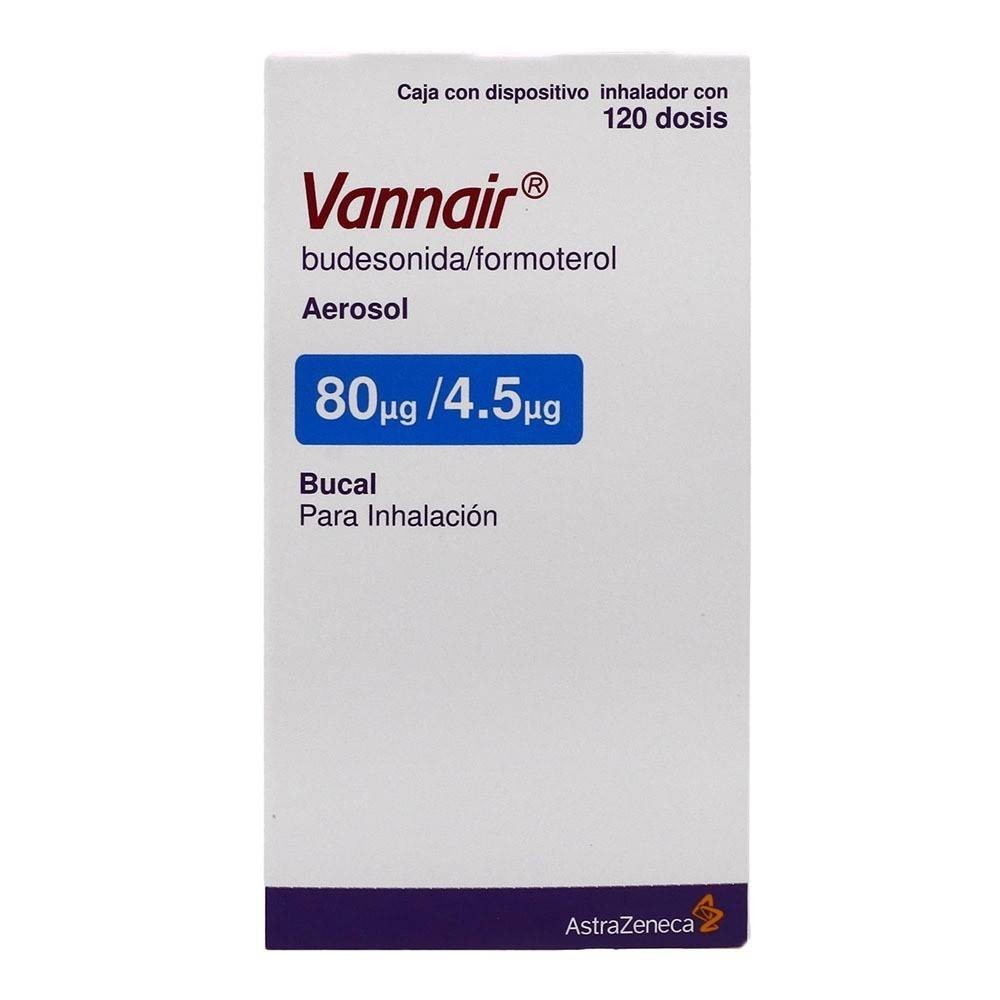 Caja con dispositivo inhalador con
120 dosis
Vannair®
budesonida/formoterol
Aerosol
80µg /4.5µg
Bucal
Para Inhalación
AstraZeneca